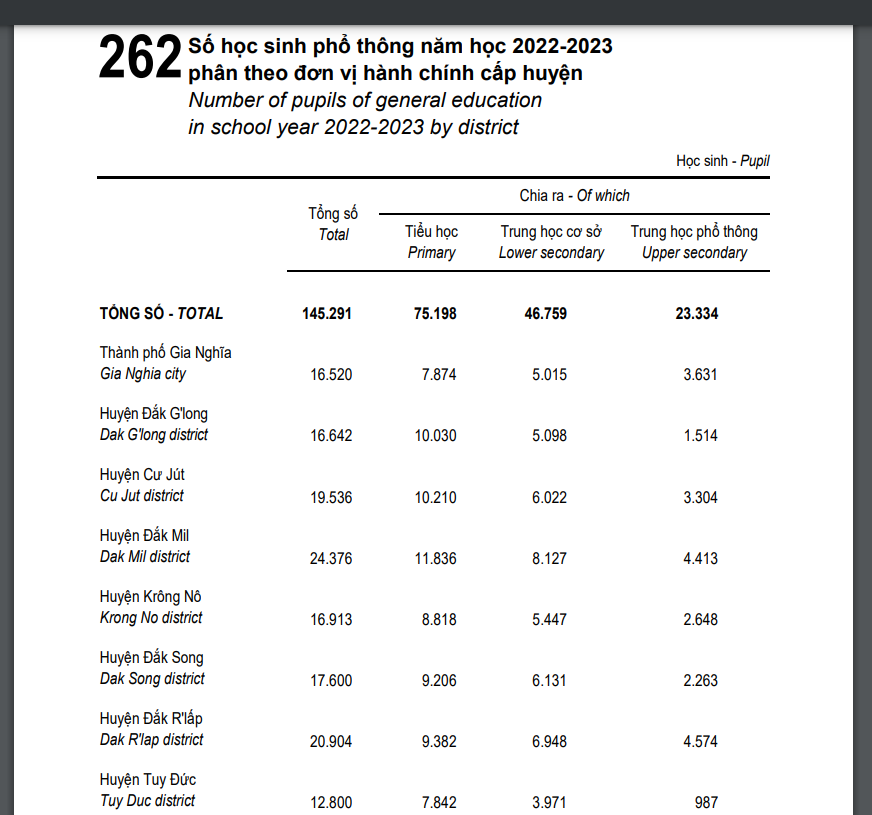 262 Số học sinh phổ thông năm học 2022-2023
phân theo đơn vị hành chính cấp huyện
Number of pupils of general education
in school year 2022-2023 by district
Học sinh - Pupil
Chia ra - Of which
Tổng số
Total
Tiểu học Trung học cơ sở Trung học phổ thông
Primary Lower secondary Upper secondary
TỔNG SỐ - TOTAL 145.291 75.198 46.759 23.334
Thành phố Gia Nghĩa
Gia Nghia city 16.520 7.874 5.015 3.631
Huyện Đắk G'long
Dak G'long district 16.642 10.030 5.098 1.514
Huyện Cư Jút
Cu Jut district 19.536 10.210 6.022 3.304
Huyện Đắk Mil
Dak Mil district 24.376 11.836 8.127 4.413
Huyện Krông Nô
Krong No district 16.913 8.818 5.447 2.648
Huyện Đắk Song
Dak Song district 17.600 9.206 6.131 2.263
Huyện Đắk R'lấp
Dak R'lap district 20.904 9.382 6.948 4.574
Huyện Tuy Đức
Tuy Duc district 12.800 7.842 3.971 987